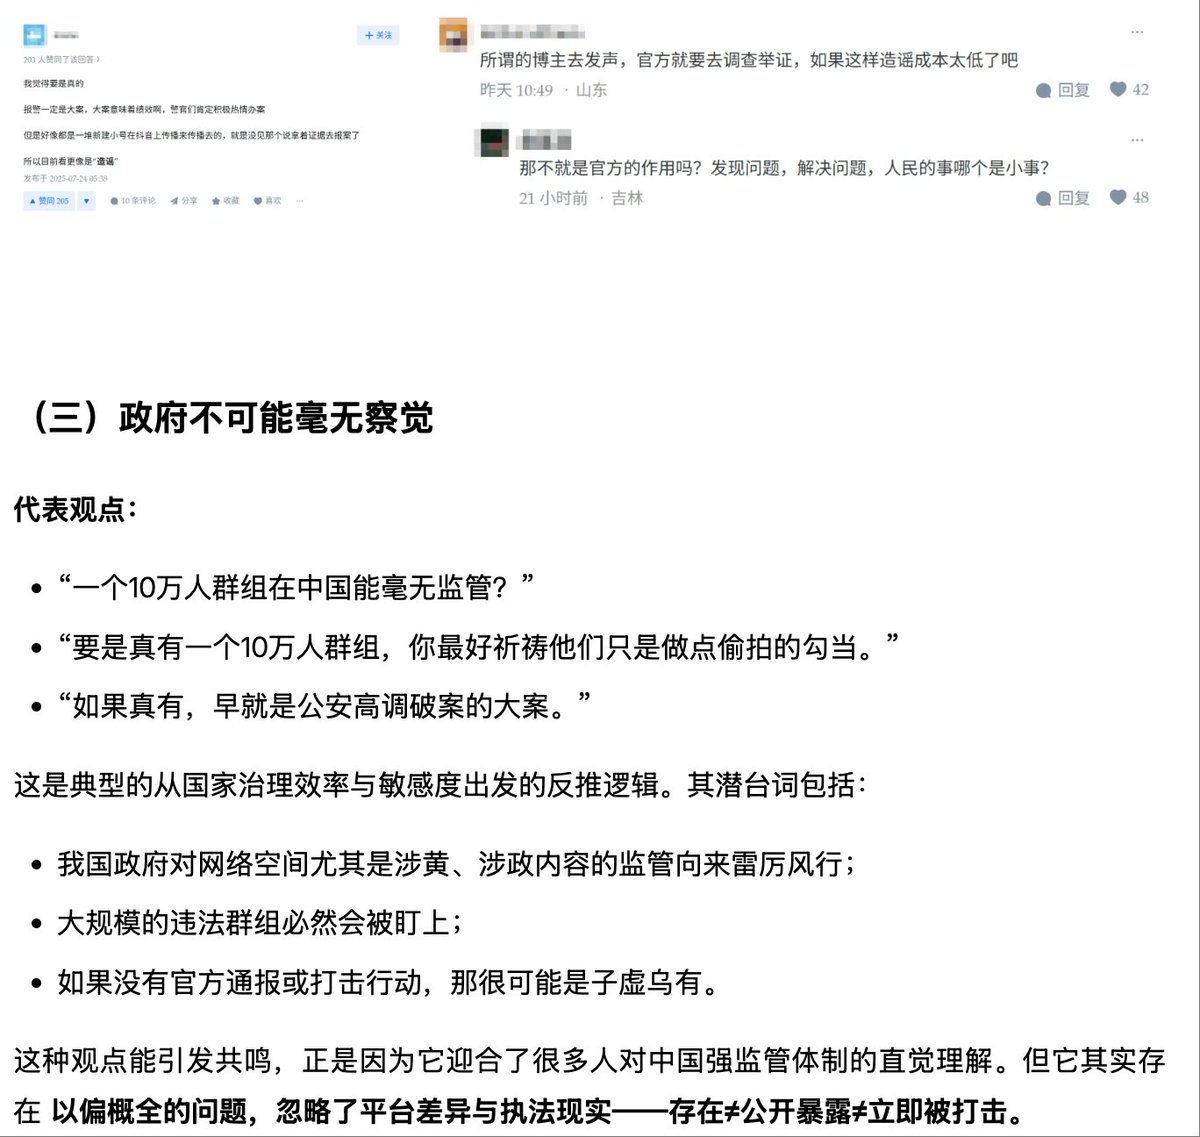 + 关注
203 人赞同了该回答 >
我觉得要是真的
报警一定是大案，大案意味着绩效啊，警官们肯定积极热情办案
但是好像都是一堆新建小号在抖音上传播来传播去的，就是没见那个说拿着证据去报案了
所以目前看更像是“造谣”
发布于 2025-07-24 05:38
▲ 赞同 205
▼
10 条评论
分享
收藏
喜欢
···
···
所谓的博主去发声，官方就要去调查举证，如果这样造谣成本太低了吧
昨天 10:49 · 山东
回复
42
···
那不就是官方的作用吗？发现问题，解决问题，人民的事哪个是小事？
21 小时前 · 吉林
回复
48
（三）政府不可能毫无察觉
代表观点：
• “一个10万人群组在中国能毫无监管？”
• “要是真有一个10万人群组，你最好祈祷他们只是做点偷拍的勾当。”
• “如果真有，早就是公安高调破案的大案。”
这是典型的从国家治理效率与敏感度出发的反推逻辑。其潜台词包括：
• 我国政府对网络空间尤其是涉黄、涉政内容的监管向来雷厉风行；
• 大规模的违法群组必然会被盯上；
• 如果没有官方通报或打击行动，那很可能是子虚乌有。
这种观点能引发共鸣，正是因为它迎合了很多人对中国强监管体制的直觉理解。但它其实存
在 以偏概全的问题，忽略了平台差异与执法现实——存在≠公开暴露≠立即被打击。